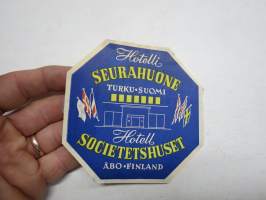 Hotelli
SEURAHUONE
TURKU · SUOMI
Hotell
SOCIETETSHUSET
ÅBO · FINLAND